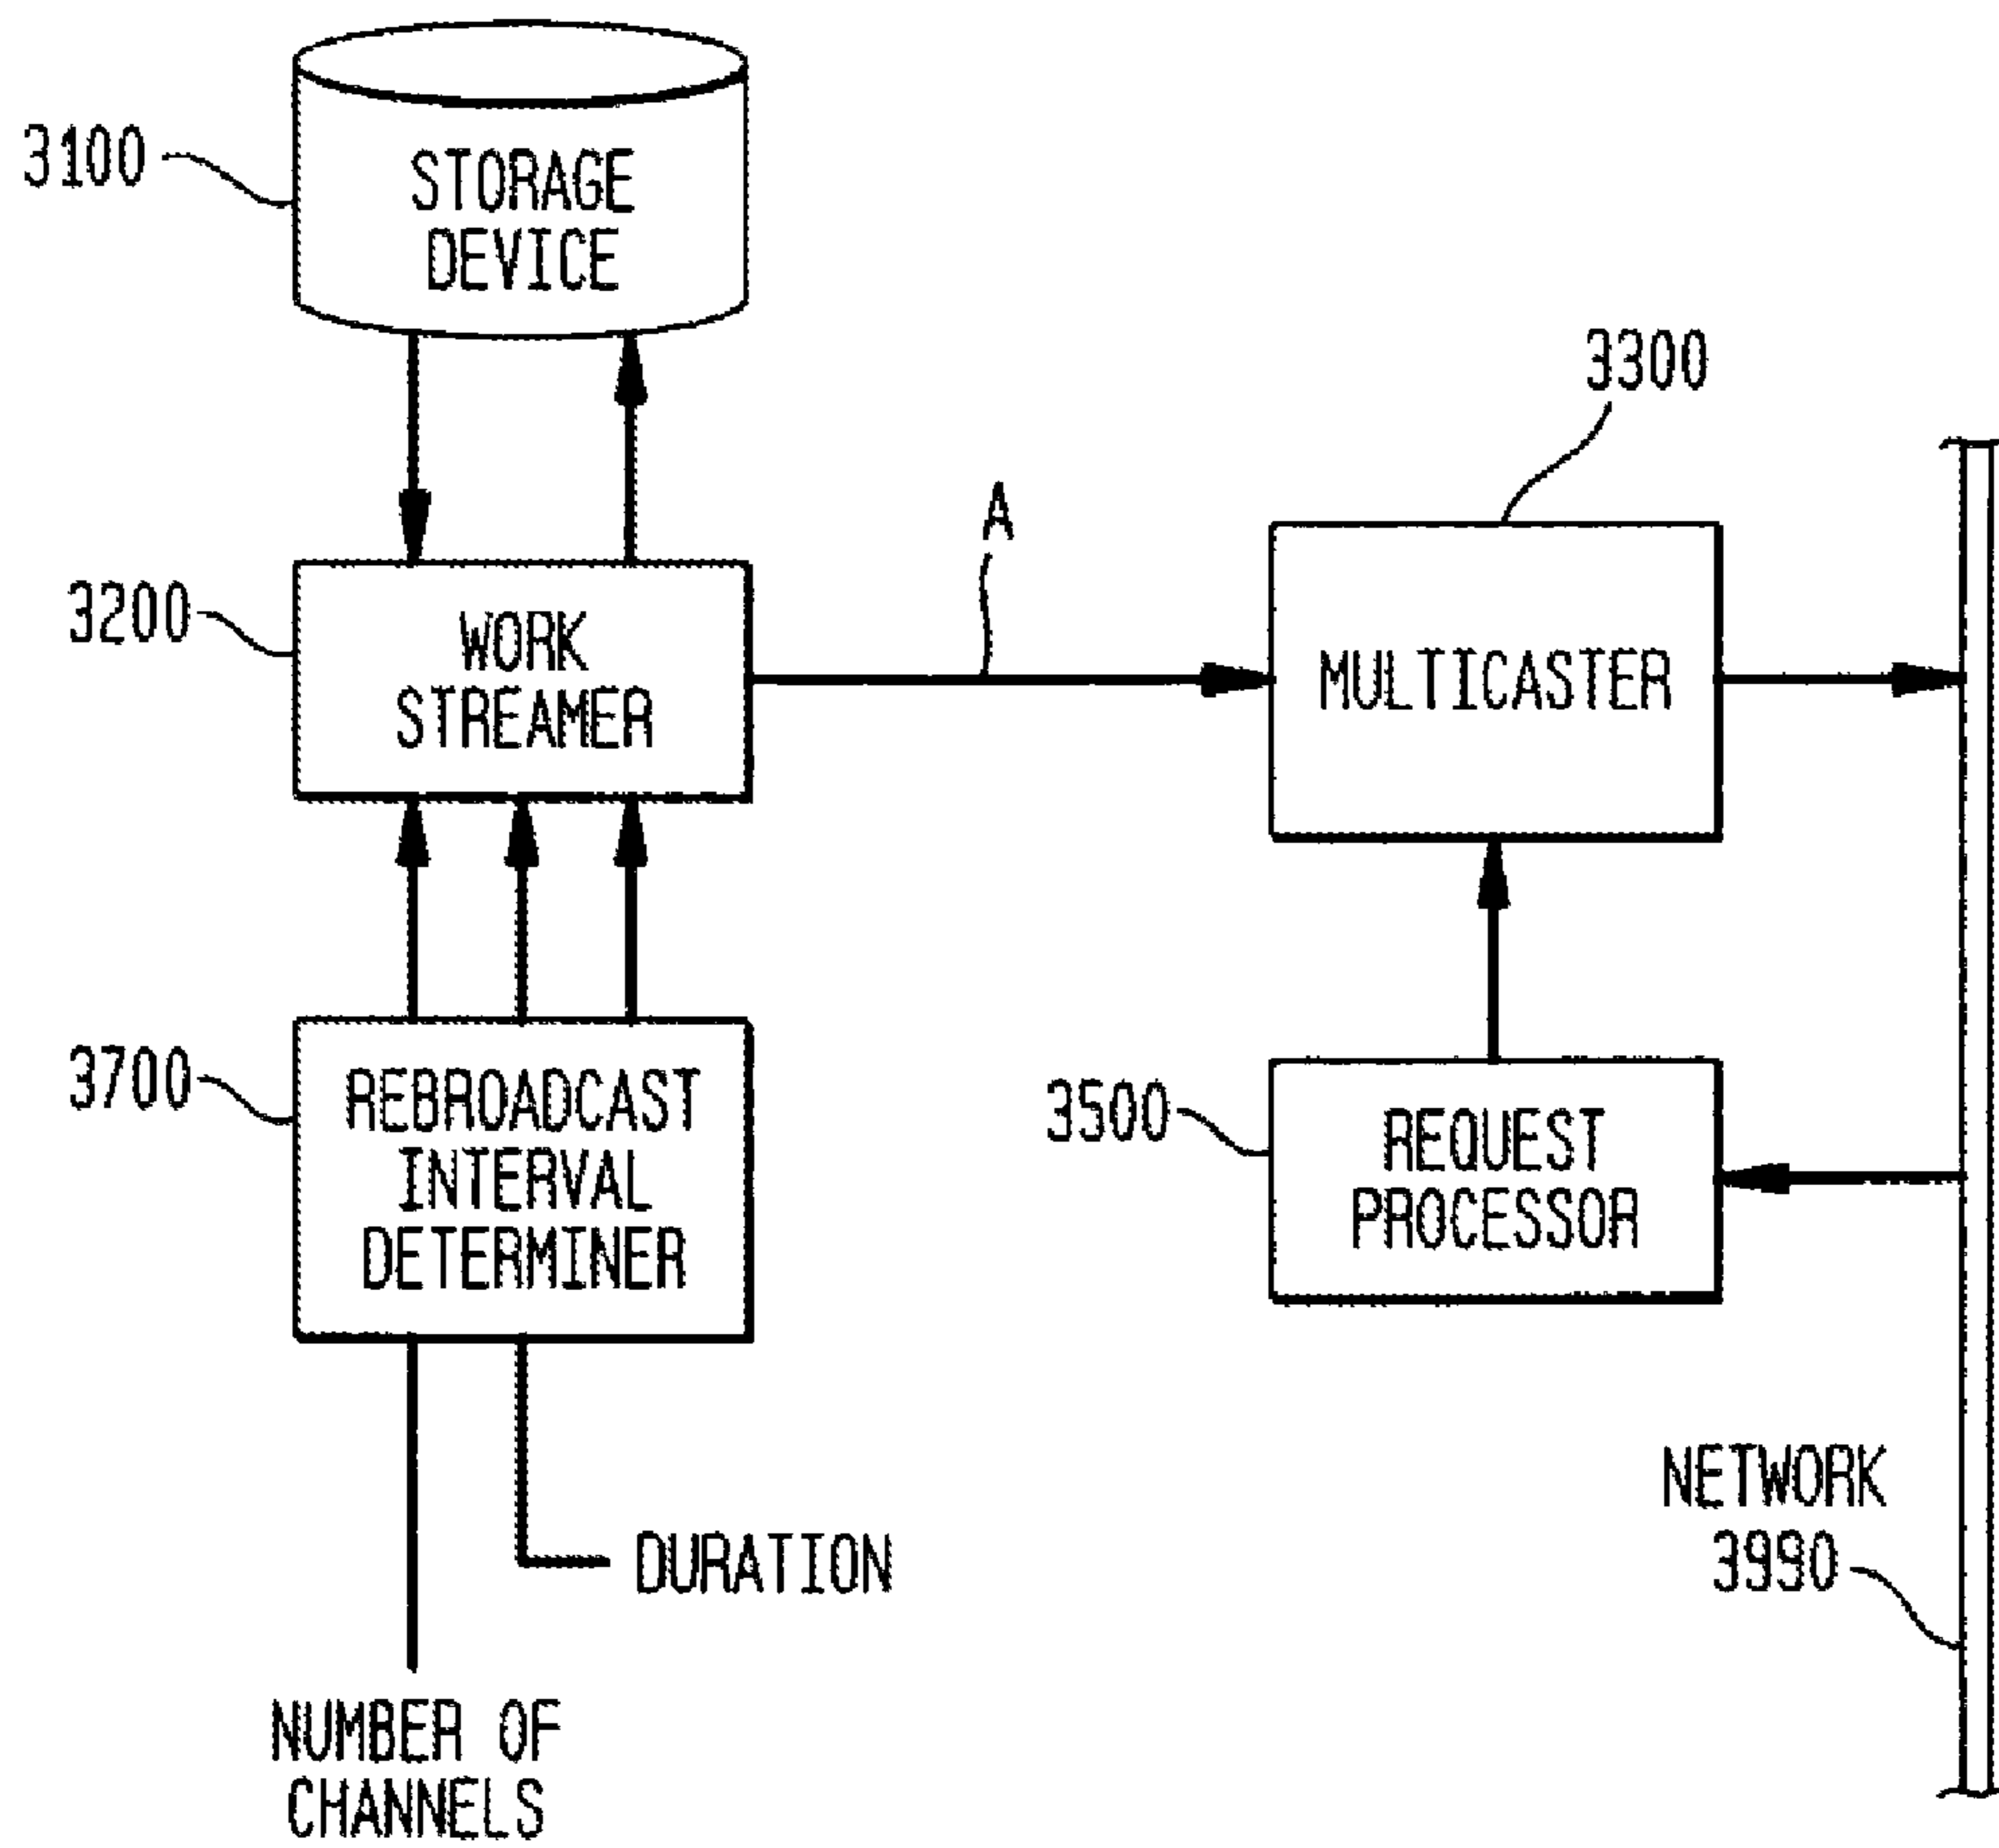 3100
STORAGE
DEVICE
3300
A
3200
WORK
STREAMER
MULTICASTER
3700
REBROADCAST
INTERVAL
DETERMINER
3500
REQUEST
PROCESSOR
NETWORK
3990
DURATION
NUMBER OF
CHANNELS